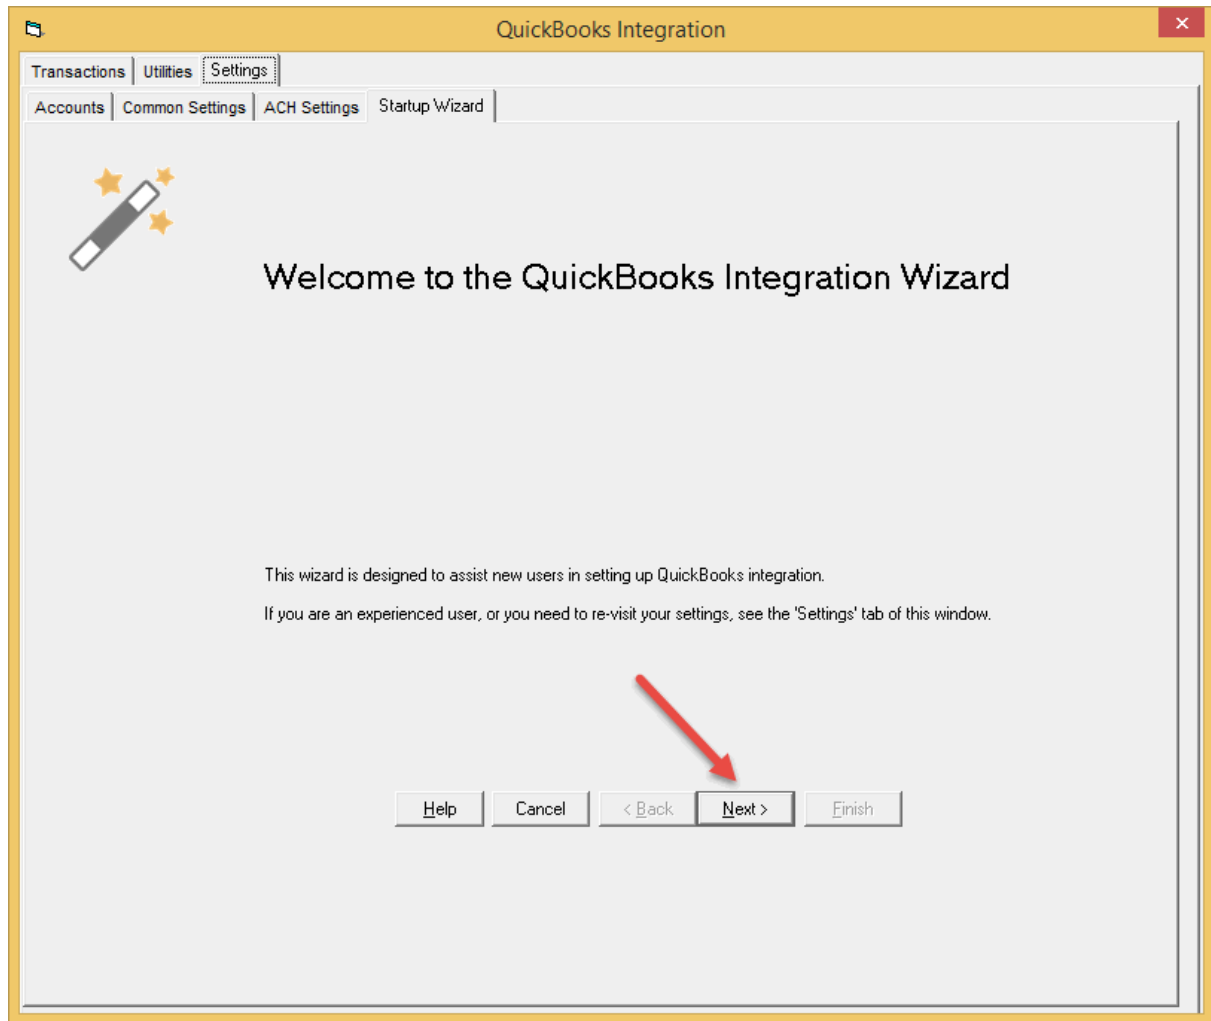 QuickBooks Integration
Transactions Utilities Settings
Accounts Common Settings ACH Settings Startup Wizard
Welcome to the QuickBooks Integration Wizard
This wizard is designed to assist new users in setting up QuickBooks integration.
If you are an experienced user, or you need to re-visit your settings, see the 'Settings' tab of this window.
Help Cancel < Back Next > Finish